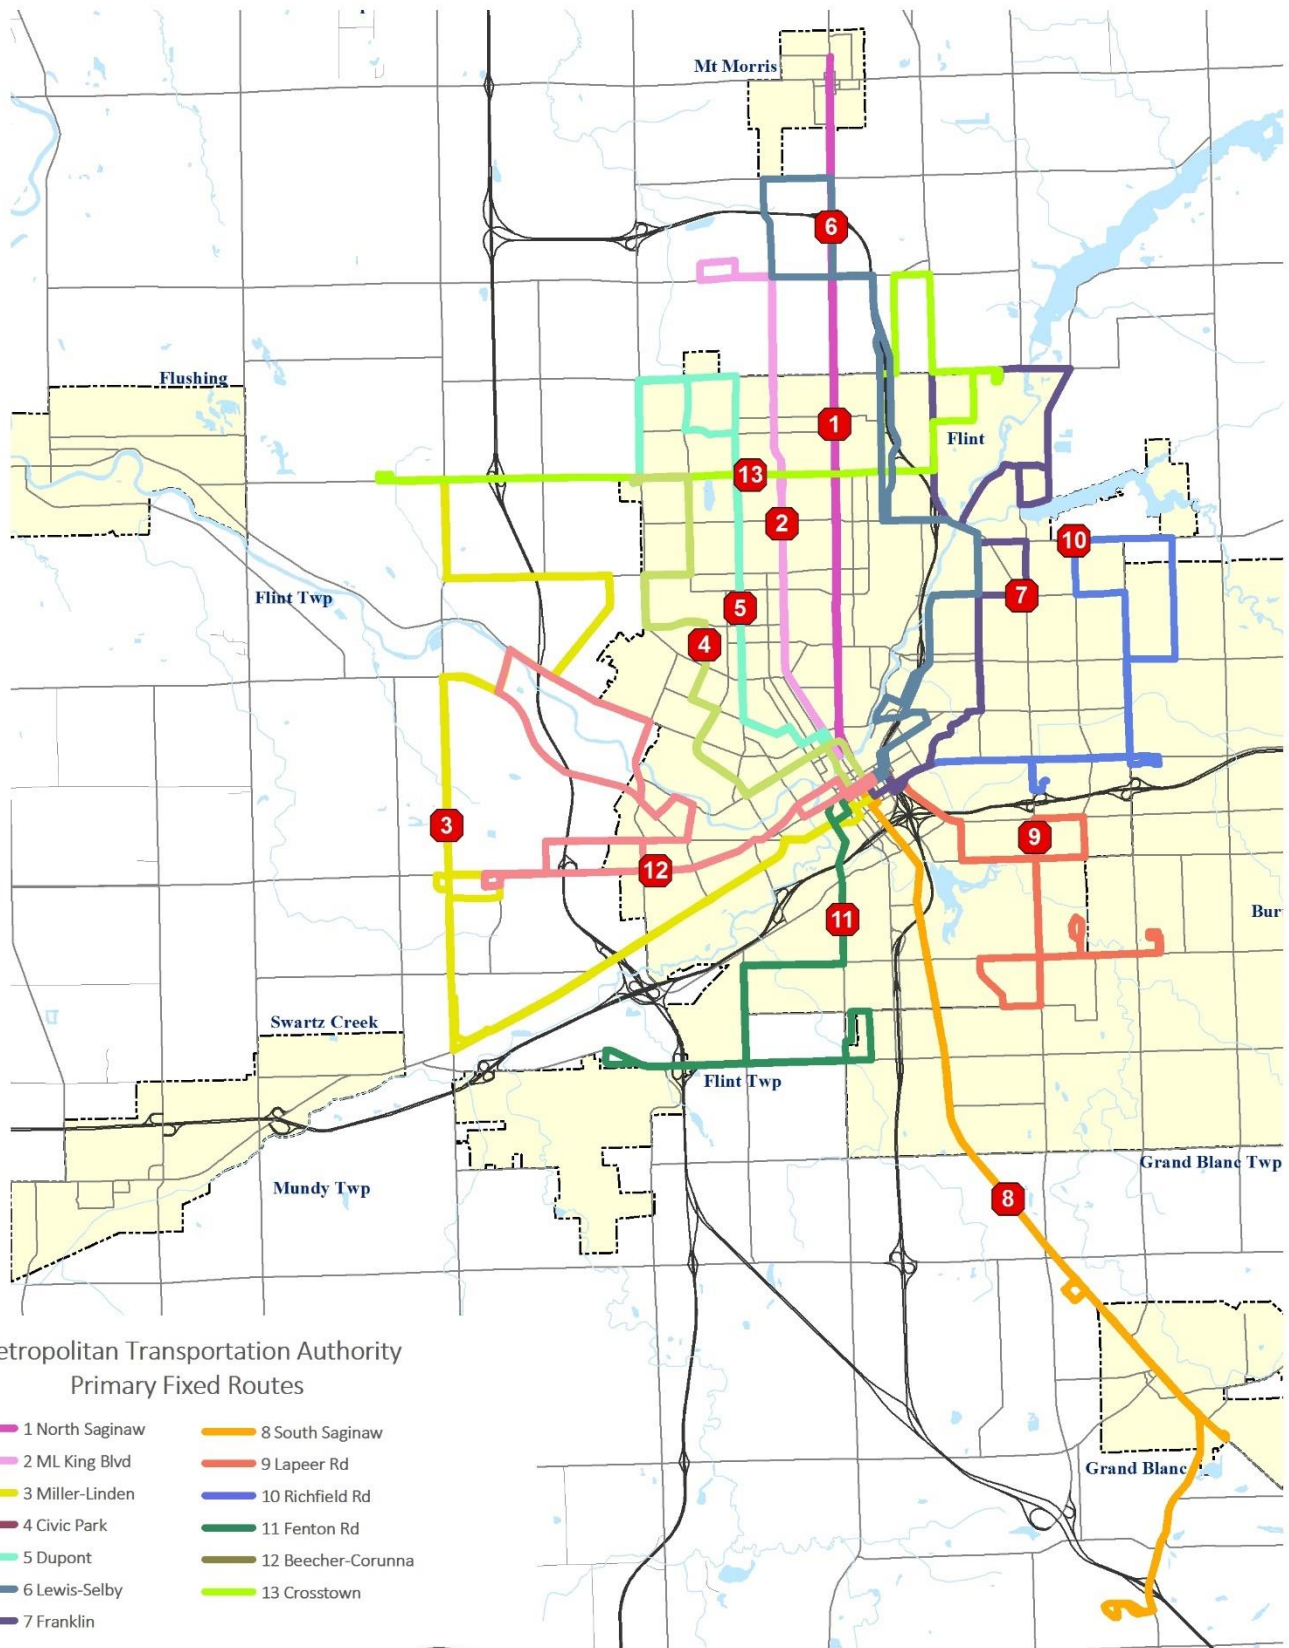 Mt Morris
6
Flushing
1
Flint
13
2
10
Flint Twp
7
5
4
3
9
12
11
Bur
Swartz Creek
Flint Twp
Grand Blanc Twp
Mundy Twp
8
etropolitan Transportation Authority
Primary Fixed Routes
1 North Saginaw
2 ML King Blvd
3 Miller-Linden
4 Civic Park
5 Dupont
6 Lewis-Selby
7 Franklin
8 South Saginaw
9 Lapeer Rd
10 Richfield Rd
11 Fenton Rd
12 Beecher-Corunna
13 Crosstown
Grand Blanc